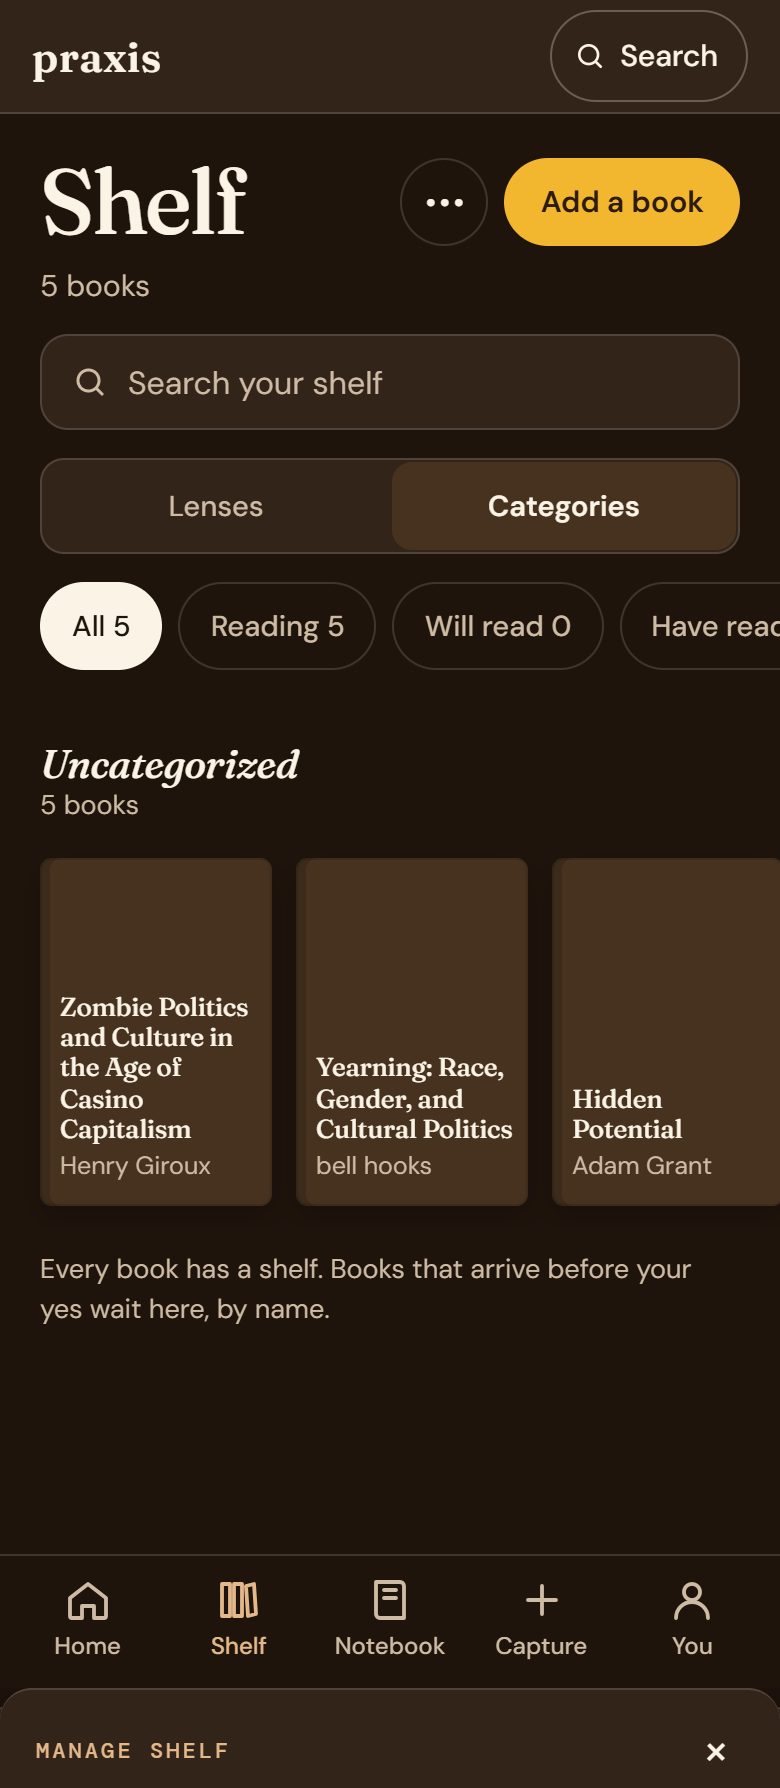 praxis
Search
Shelf
Add a book
5 books
Search your shelf
Lenses
Categories
All 5
Reading 5
Will read 0
Have read
Uncategorized
5 books
Zombie Politics
and Culture in
the Age of
Casino
Capitalism
Henry Giroux
Yearning: Race,
Gender, and
Cultural Politics
bell hooks
Hidden
Potential
Adam Grant
Every book has a shelf. Books that arrive before your
yes wait here, by name.
Home
Shelf
Notebook
Capture
You
MANAGE SHELF